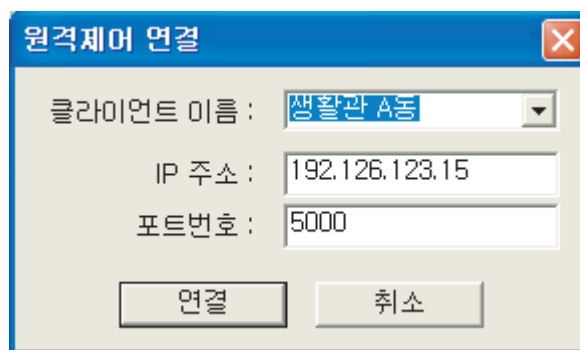 원격제어 연결
클라이언트 이름 : 생활관 A동
IP 주소 : 192.126.123.15
포트번호 : 5000
연결 취소